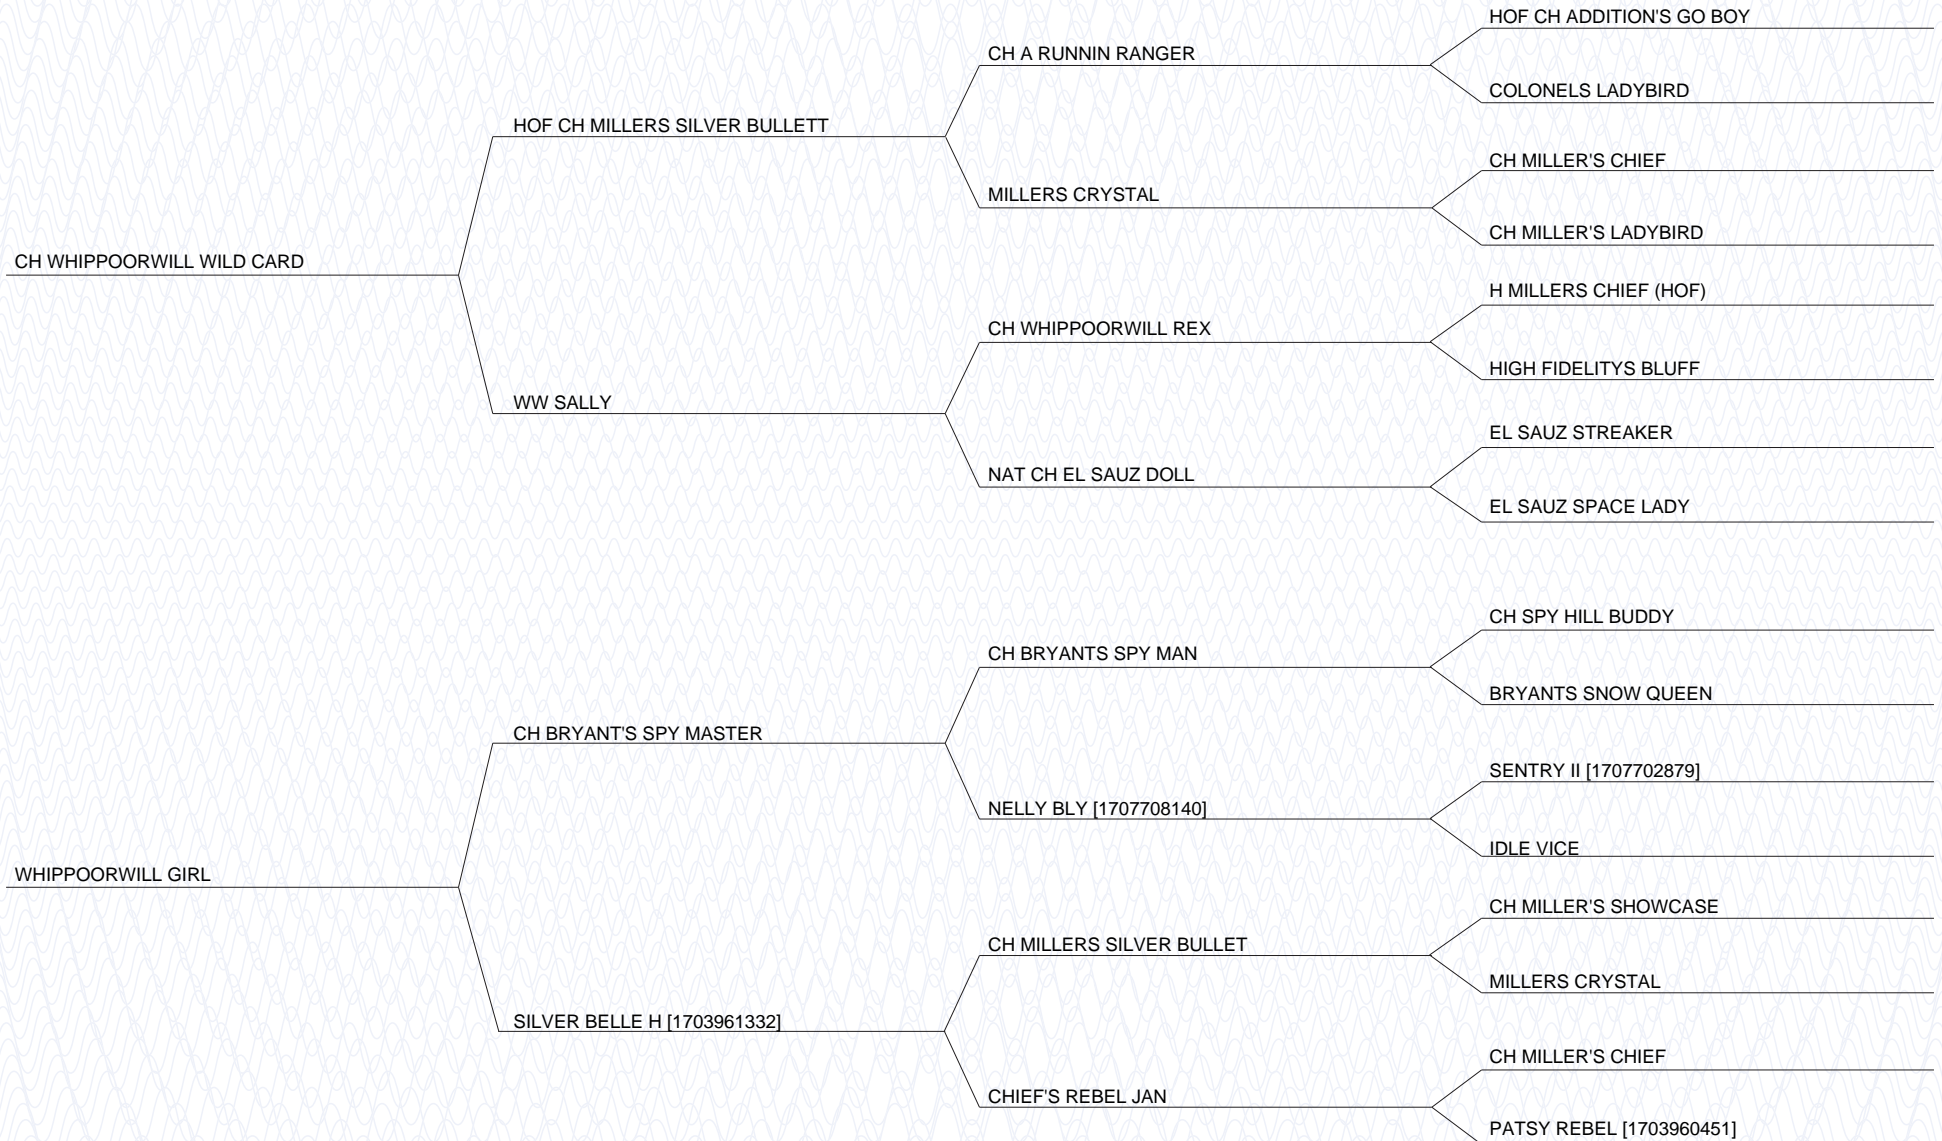 HOF CH ADDITION'S GO BOY
CH A RUNNIN RANGER
COLONELS LADYBIRD
HOF CH MILLERS SILVER BULLETT
CH MILLER'S CHIEF
MILLERS CRYSTAL
CH MILLER'S LADYBIRD
CH WHIPPOORWILL WILD CARD
H MILLERS CHIEF (HOF)
CH WHIPPOORWILL REX
HIGH FIDELITYS BLUFF
WW SALLY
EL SAUZ STREAKER
NAT CH EL SAUZ DOLL
EL SAUZ SPACE LADY
CH SPY HILL BUDDY
CH BRYANTS SPY MAN
BRYANTS SNOW QUEEN
CH BRYANT'S SPY MASTER
SENTRY II [1707702879]
NELLY BLY [1707708140]
IDLE VICE
WHIPPOORWILL GIRL
CH MILLER'S SHOWCASE
CH MILLERS SILVER BULLET
MILLERS CRYSTAL
SILVER BELLE H [1703961332]
CH MILLER'S CHIEF
CHIEF'S REBEL JAN
PATSY REBEL [1703960451]